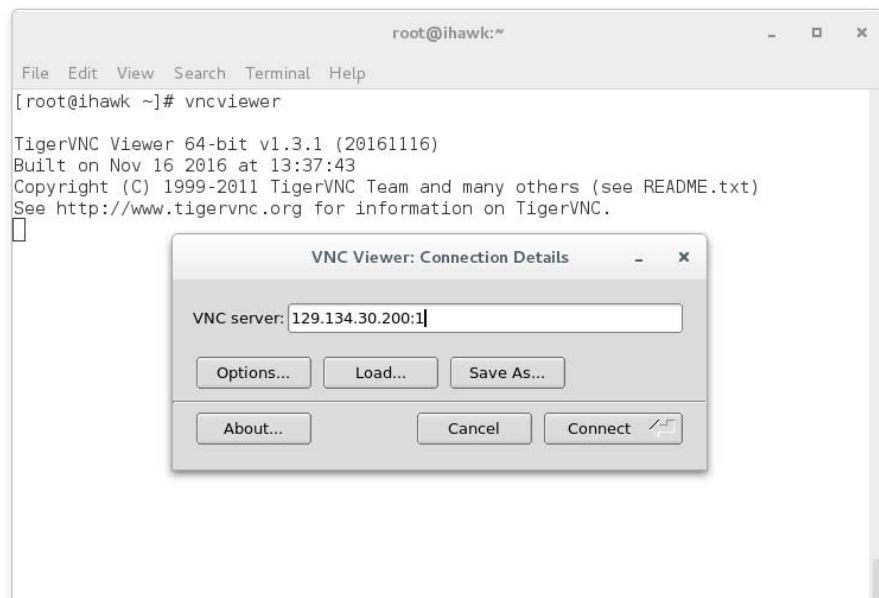 root@ihawk:~
File Edit View Search Terminal Help
[root@ihawk ~]# vncviewer
TigerVNC Viewer 64-bit v1.3.1 (20161116)
Built on Nov 16 2016 at 13:37:43
Copyright (C) 1999-2011 TigerVNC Team and many others (see README.txt)
See http://www.tigervnc.org for information on TigerVNC.
VNC Viewer: Connection Details
VNC server: 129.134.30.200:1
Options... Load... Save As...
About... Cancel Connect